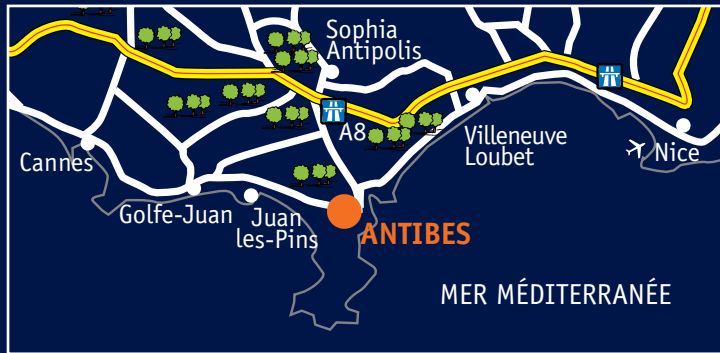 Sophia
Antipolis
A8
Villeneuve
Loubet
Nice
Cannes
Golfe-Juan
Juan
les-Pins
ANTIBES
MER MÉDITERRANÉE